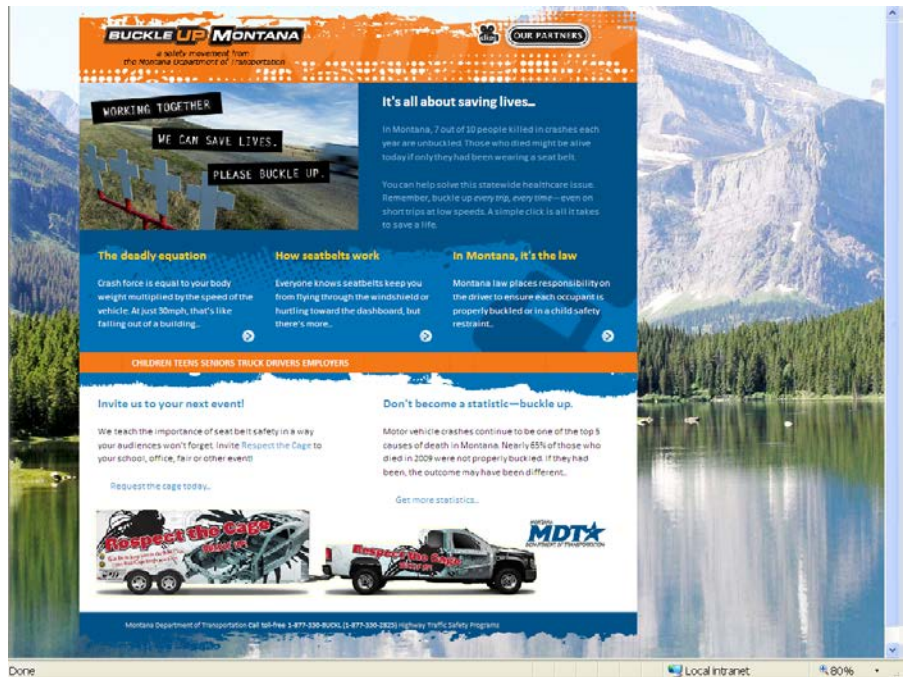 BUCKLE UP MONTANA
a safety movement from
the Montana Department of Transportation
OUR PARTNERS
WORKING TOGETHER
WE CAN SAVE LIVES.
PLEASE BUCKLE UP.
It's all about saving lives...
In Montana, 7 out of 10 people killed in crashes each
year are unbuckled. Those who died might be alive
today if only they had been wearing a seat belt.
You can help solve this statewide healthcare issue.
Remember, buckle up every trip, every time—even on
short trips at low speeds. A simple click is all it takes
to save a life.
The deadly equation
Crash force is equal to your body
weight multiplied by the speed of the
vehicle. At just 30mph, that's like
falling out of a building...
How seatbelts work
Everyone knows seatbelts keep you
from flying through the windshield or
hurtling toward the dashboard, but
there's more...
In Montana, it's the law
Montana law places responsibility on
the driver to ensure each occupant is
properly buckled or in a child safety
restraint...
CHILDREN TEENS SENIORS TRUCK DRIVERS EMPLOYERS
Invite us to your next event!
We teach the importance of seat belt safety in a way
your audiences won't forget. Invite Respect the Cage to
your school, office, fair or other event!
Request the cage today...
Don't become a statistic—buckle up.
Motor vehicle crashes continue to be one of the top 5
causes of death in Montana. Nearly 65% of those who
died in 2009 were not properly buckled. If they had
been, the outcome may have been different...
Get more statistics...
Respect the Cage
BUCKLE UP!
Respect the Cage
BUCKLE UP!
MONTANA
MDT
DEPARTMENT OF TRANSPORTATION
Montana Department of Transportation Call toll-free 1-877-330-BUCKL (1-877-330-2825) Highway Traffic Safety Programs
Done
Local intranet
80%